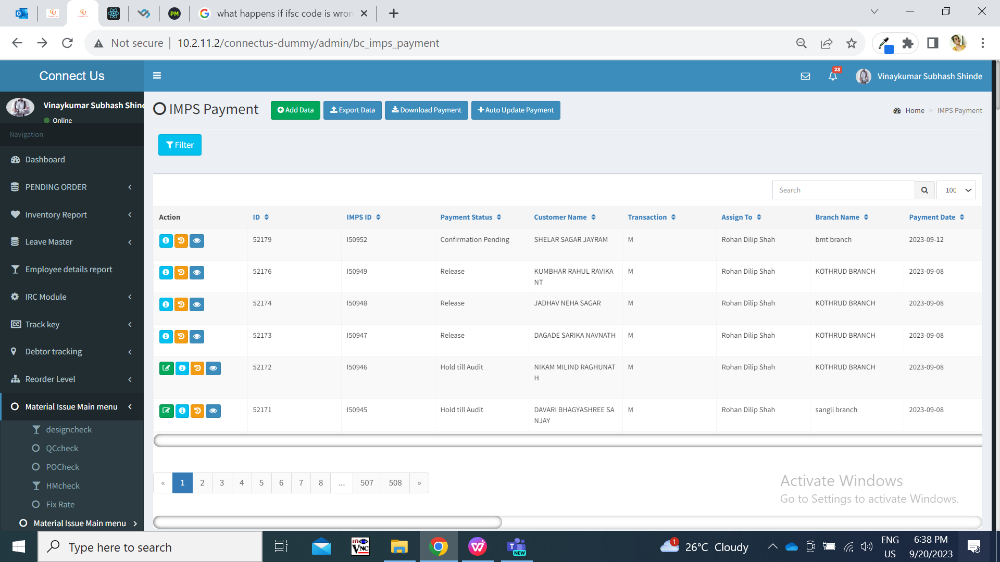 what happens if ifsc code is wron
Not secure
10.2.11.2/connectus-dummy/admin/bc_imps_payment
Connect Us
23
Vinaykumar Subhash Shinde
Vinaykumar Subhash Shind
Online
Navigation
Dashboard
PENDING ORDER
Inventory Report
Leave Master
Employee details report
IRC Module
Track key
Debtor tracking
Reorder Level
Material Issue Main menu
designcheck
QCcheck
POCheck
HMcheck
Fix Rate
Material Issue Main menu
IMPS Payment
Add Data
Export Data
Download Payment
Auto Update Payment
Home > IMPS Payment
Filter
Search
100
Action ID IMPS ID Payment Status Customer Name Transaction Assign To Branch Name Payment Date
52179 I50952 Confirmation Pending SHELAR SAGAR JAYRAM M Rohan Dilip Shah bmt branch 2023-09-12
52176 I50949 Release KUMBHAR RAHUL RAVIKA M Rohan Dilip Shah KOTHRUD BRANCH 2023-09-08
NT
52174 I50948 Release JADHAV NEHA SAGAR M Rohan Dilip Shah KOTHRUD BRANCH 2023-09-08
52173 I50947 Release DAGADE SARIKA NAVNATH M Rohan Dilip Shah KOTHRUD BRANCH 2023-09-08
52172 I50946 Hold till Audit NIKAM MILIND RAGHUNAT M Rohan Dilip Shah KOTHRUD BRANCH 2023-09-08
H
52171 I50945 Hold till Audit DAVARI BHAGYASHREE SA M Rohan Dilip Shah sangli branch 2023-09-08
NJAY
« 1 2 3 4 5 6 7 8 ... 507 508 »
Activate Windows
Go to Settings to activate Windows.
Type here to search
NEW
1
26°C Cloudy
ENG
US
6:38 PM
9/20/2023